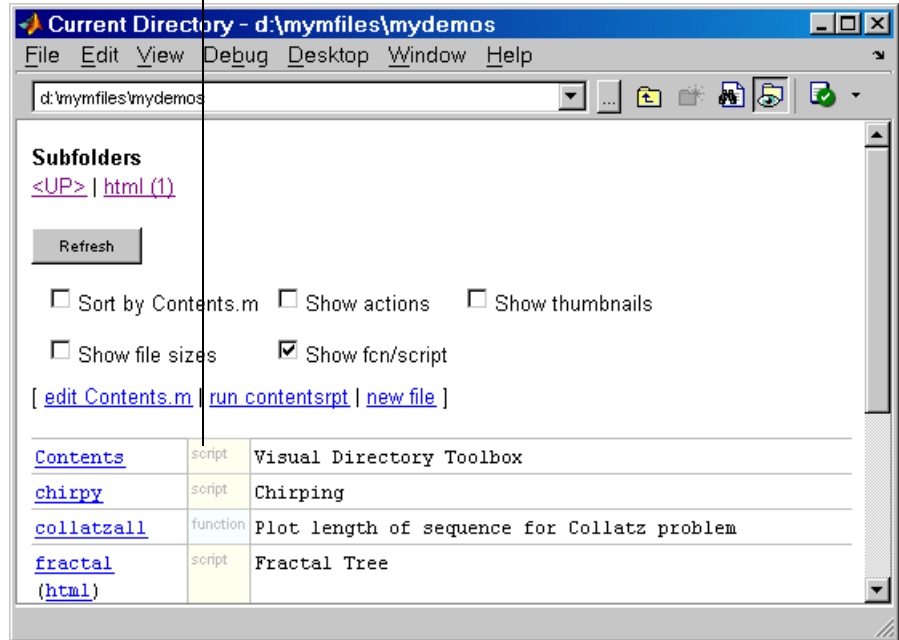 Current Directory - d:\mymfiles\mydemos
File Edit View Debug Desktop Window Help
d:\mymfiles\mydemos ...
Subfolders
<UP> | html (1)
Refresh
Sort by Contents.m Show actions Show thumbnails
Show file sizes Show fcn/script
[ edit Contents.m | run contentsrpt | new file ]
Contents script Visual Directory Toolbox
chirpy script Chirping
collatzall function Plot length of sequence for Collatz problem
fractal script Fractal Tree
(html)